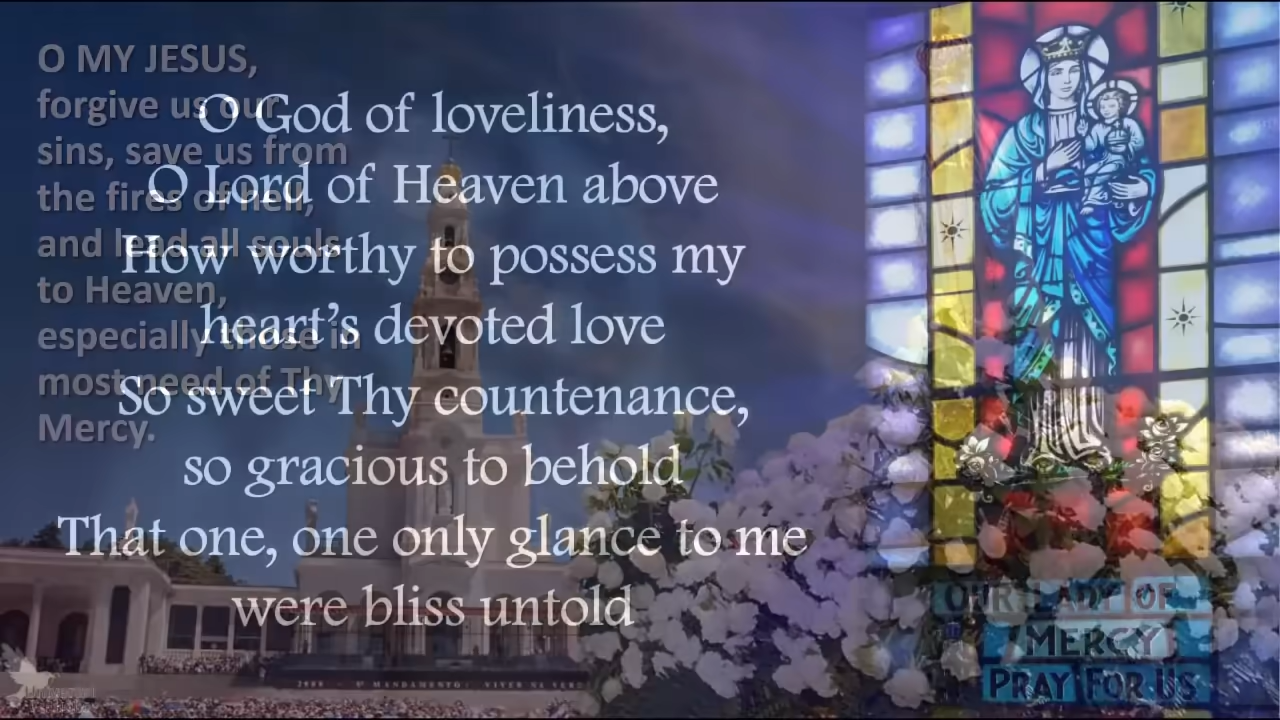 O MY JESUS,
forgive us our
sins, save us from
the fires of hell,
and lead all souls
to Heaven,
especially those in
most need of Thy
Mercy.
O God of loveliness,
O Lord of Heaven above
How worthy to possess my
heart's devoted love
So sweet Thy countenance,
so gracious to behold
That one, one only glance to me
were bliss untold
OUR LADY OF
MERCY
PRAY FOR US